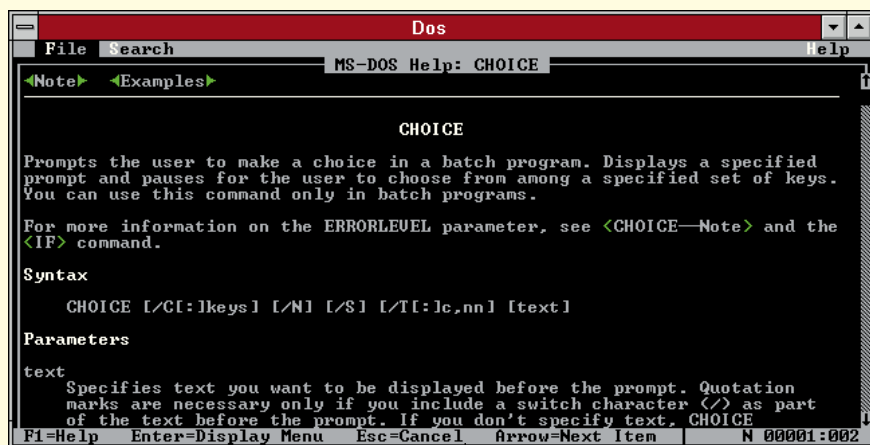 Dos
File Search Help
MS-DOS Help: CHOICE
◄Note► ◄Examples►
CHOICE
Prompts the user to make a choice in a batch program. Displays a specified
prompt and pauses for the user to choose from among a specified set of keys.
You can use this command only in batch programs.
For more information on the ERRORLEVEL parameter, see <CHOICE—Note> and the
<IF> command.
Syntax
CHOICE [/C[:]keys] [/N] [/S] [/T[:]c,nn] [text]
Parameters
text
Specifies text you want to be displayed before the prompt. Quotation
marks are necessary only if you include a switch character (/) as part
of the text before the prompt. If you don't specify text, CHOICE
F1=Help Enter=Display Menu Esc=Cancel Arrow=Next Item N 00001:002